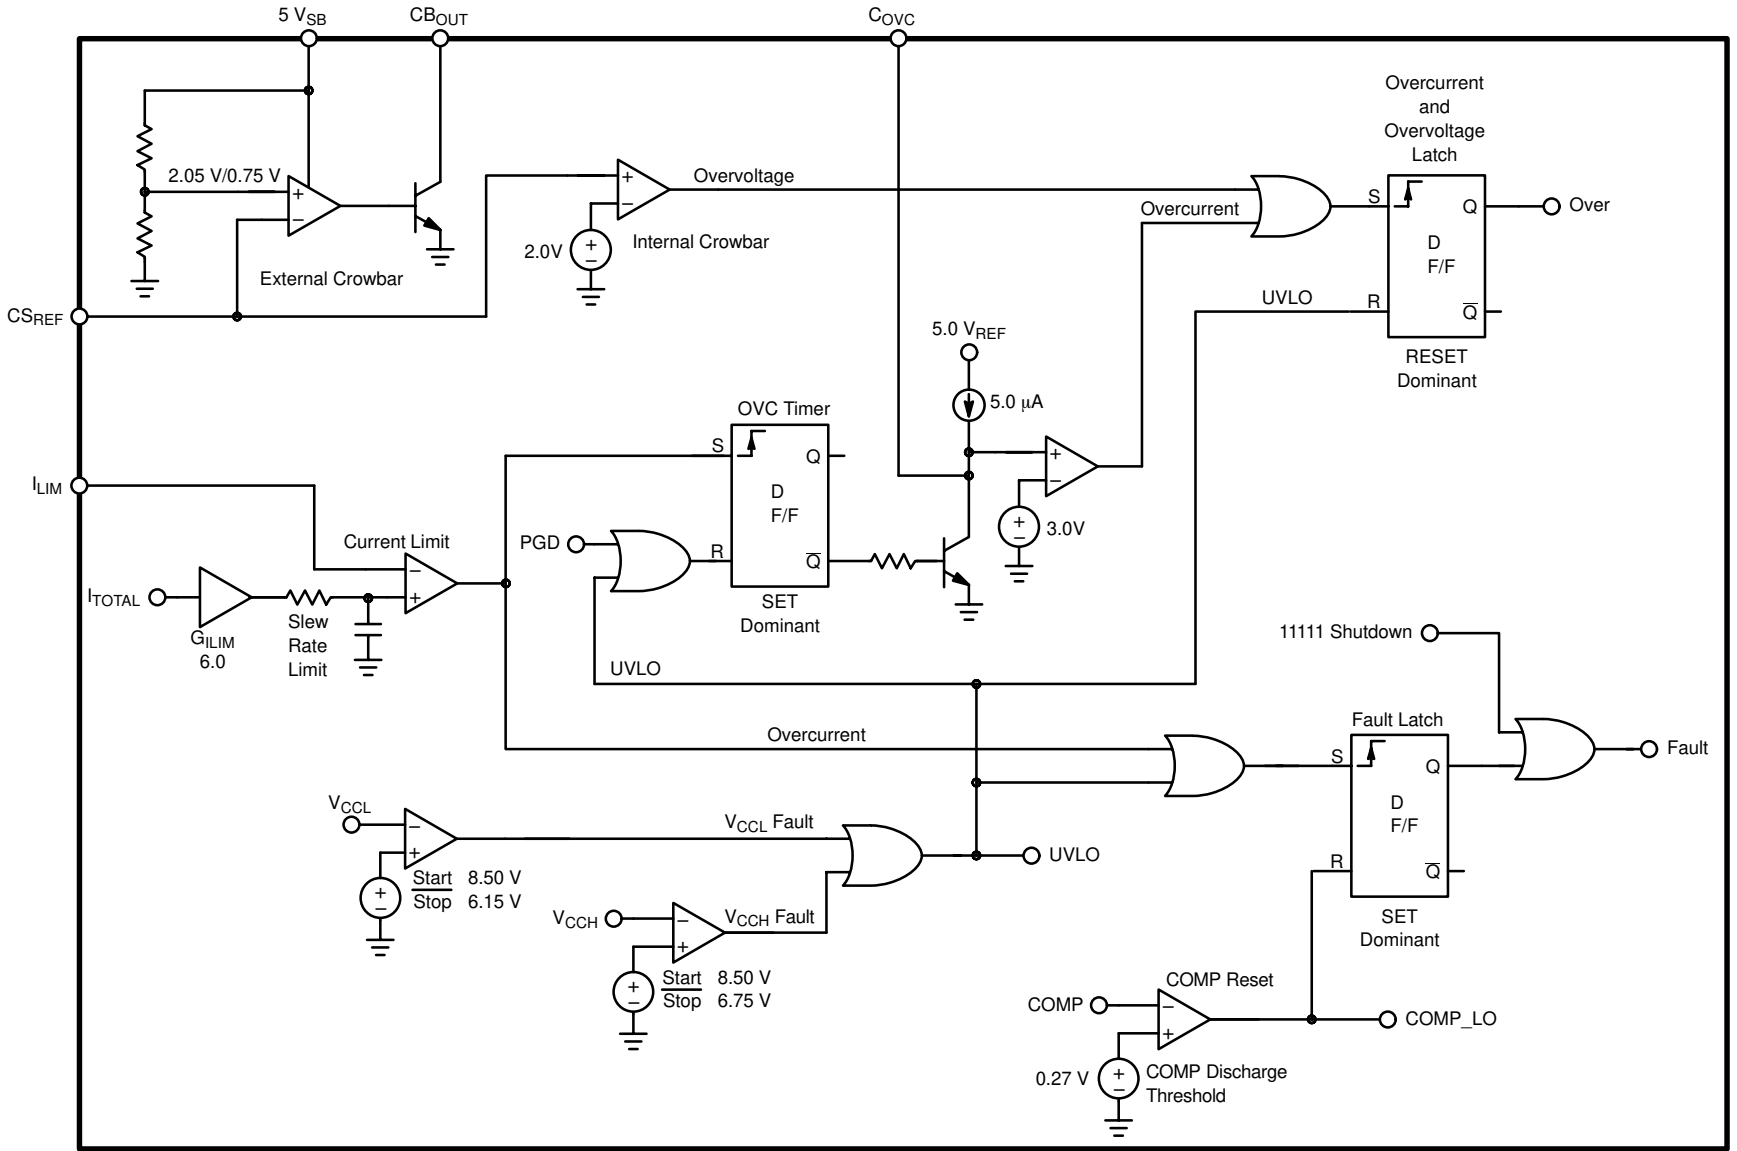 5 VSB
CBOUT
COVC
Overcurrent
and
Overvoltage
Latch
2.05 V/0.75 V
+
−
External Crowbar
+
−
Overvoltage
2.0V
+
−
Internal Crowbar
Overcurrent
S
Q
D
F/F
UVLO
R
Q̅
Over
RESET
Dominant
CSREF
5.0 VREF
5.0 μA
OVC Timer
S
Q
D
F/F
R
Q̅
SET
Dominant
PGD
+
−
+
−
3.0V
ILIM
Current Limit
−
+
ITOTAL
GILIM
6.0
Slew
Rate
Limit
UVLO
11111 Shutdown
Overcurrent
Fault Latch
S
Q
D
F/F
R
Q̅
SET
Dominant
Fault
VCCL
−
+
VCCL Fault
UVLO
+
−
Start 8.50 V
Stop 6.15 V
VCCH
−
+
VCCH Fault
+
−
Start 8.50 V
Stop 6.75 V
COMP Reset
COMP
−
+
COMP_LO
0.27 V
+
−
COMP Discharge
Threshold